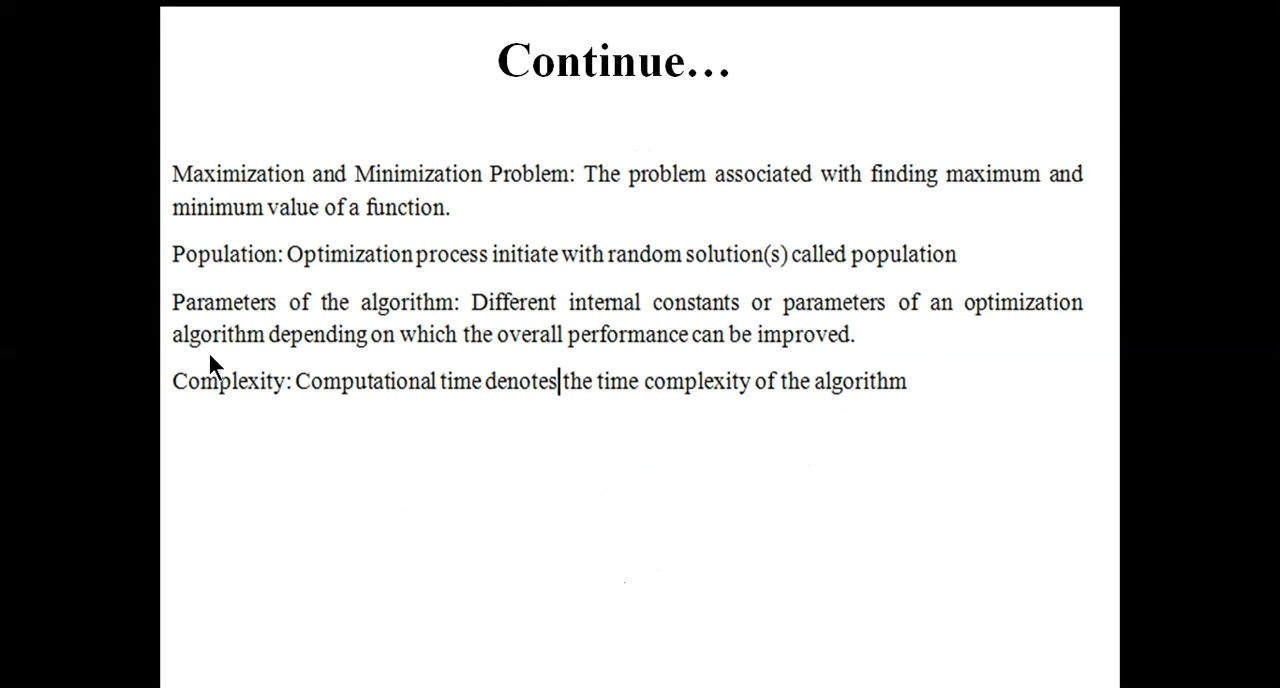 Continue…
Maximization and Minimization Problem: The problem associated with finding maximum and
minimum value of a function.
Population: Optimization process initiate with random solution(s) called population
Parameters of the algorithm: Different internal constants or parameters of an optimization
algorithm depending on which the overall performance can be improved.
Complexity: Computational time denotes the time complexity of the algorithm